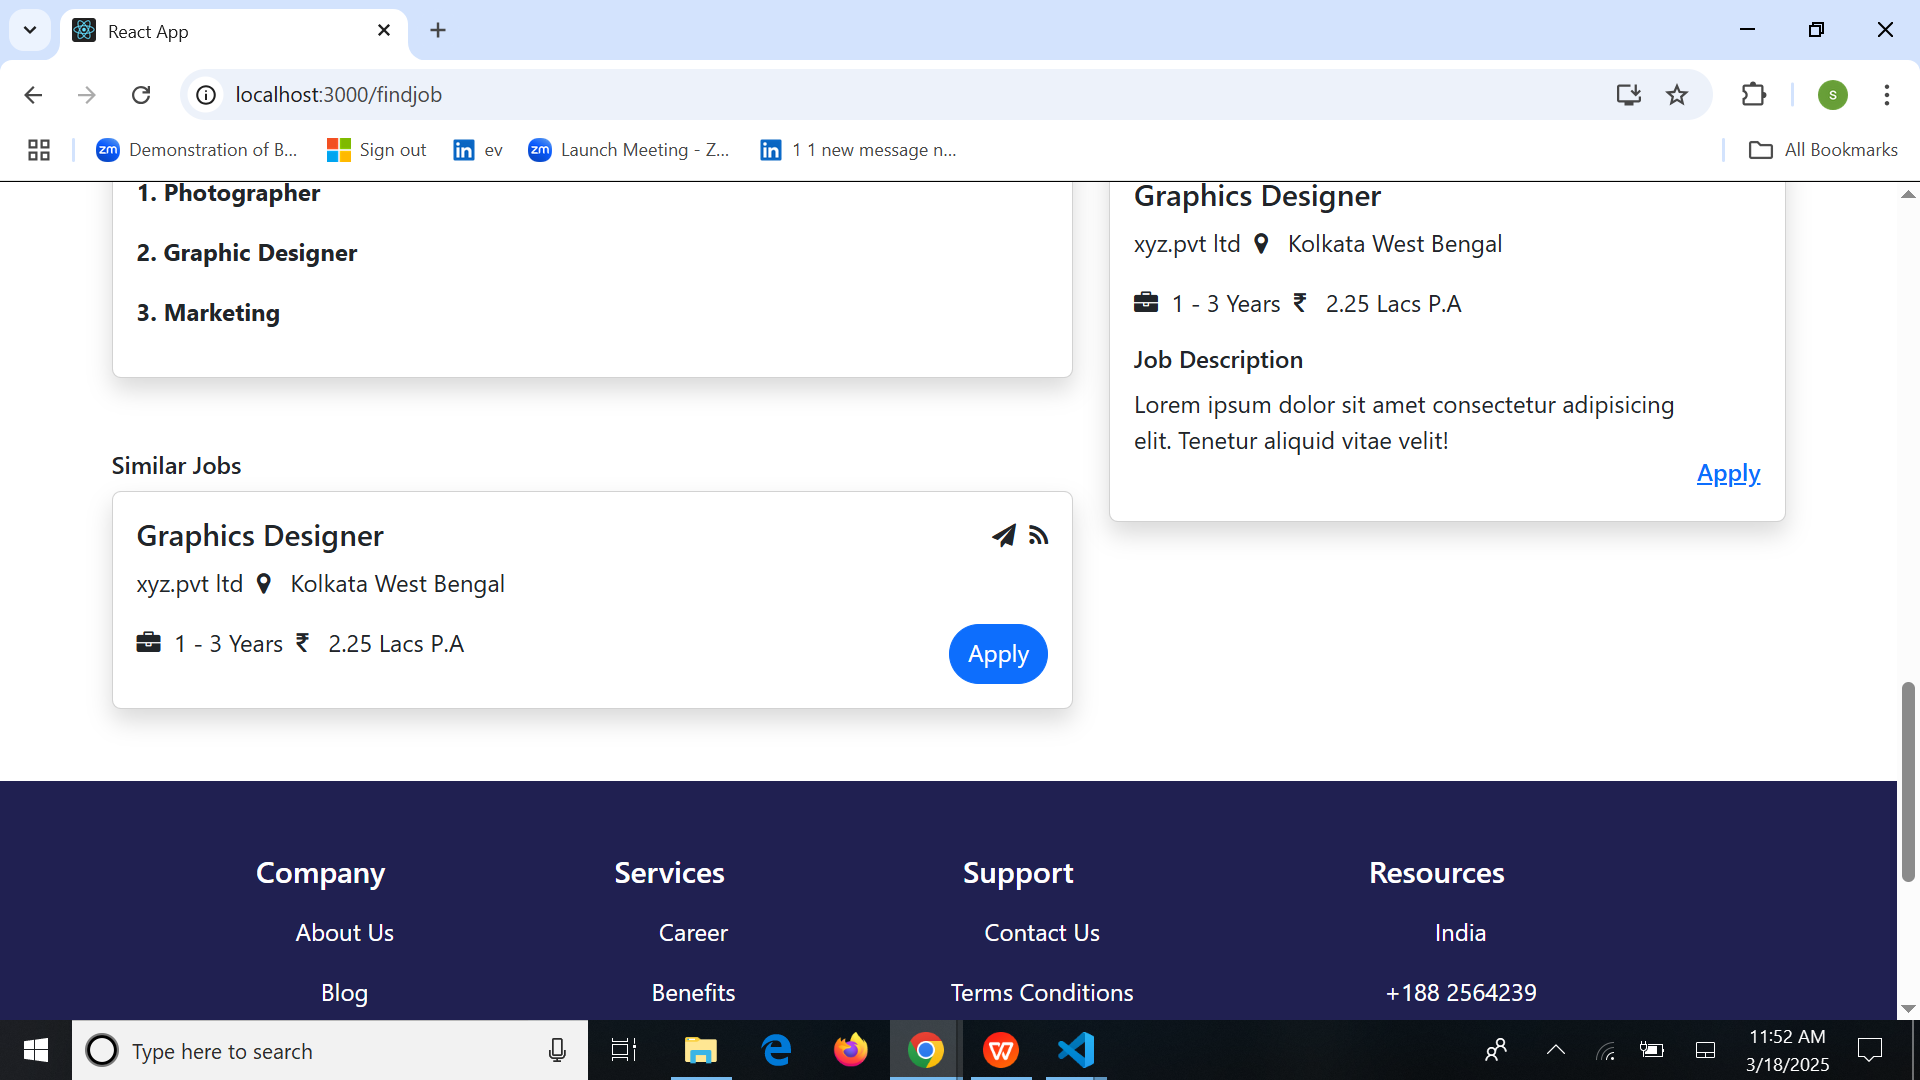 React App
localhost:3000/findjob
Demonstration of B...
Sign out
ev
Launch Meeting - Z...
1 1 new message n...
All Bookmarks
1. Photographer
2. Graphic Designer
3. Marketing
Graphics Designer
xyz.pvt ltd Kolkata West Bengal
1 - 3 Years ₹ 2.25 Lacs P.A
Job Description
Lorem ipsum dolor sit amet consectetur adipisicing
elit. Tenetur aliquid vitae velit!
Apply
Similar Jobs
Graphics Designer
xyz.pvt ltd Kolkata West Bengal
1 - 3 Years ₹ 2.25 Lacs P.A
Apply
Company
Services
Support
Resources
About Us
Career
Contact Us
India
Blog
Benefits
Terms Conditions
+188 2564239
Type here to search
11:52 AM
3/18/2025